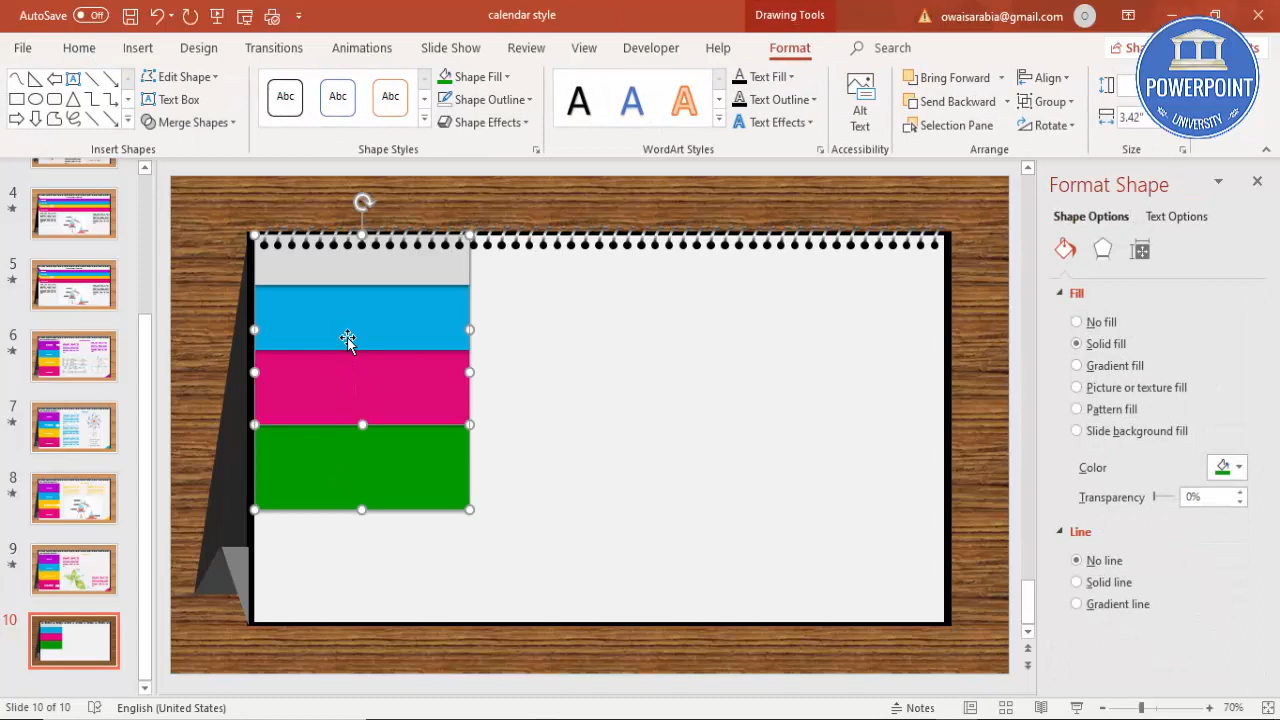 AutoSave Off
calendar style
Drawing Tools
owaisarabia@gmail.com
O
File Home Insert Design Transitions Animations Slide Show Review View Developer Help Format Search
Edit Shape
Text Box
Merge Shapes
Insert Shapes
Abc Abc Abc
Shape Fill
Shape Outline
Shape Effects
Shape Styles
A A A
Text Fill
Text Outline
Text Effects
WordArt Styles
Alt
Text
Accessibility
Bring Forward
Send Backward
Selection Pane
Align
Group
Rotate
Arrange
3.42"
Size
POWERPOINT
UNIVERSITY
4
5
6
7
8
9
10
Format Shape
Shape Options Text Options
Fill
No fill
Solid fill
Gradient fill
Picture or texture fill
Pattern fill
Slide background fill
Color
Transparency 0%
Line
No line
Solid line
Gradient line
Slide 10 of 10
English (United States)
Notes
70%